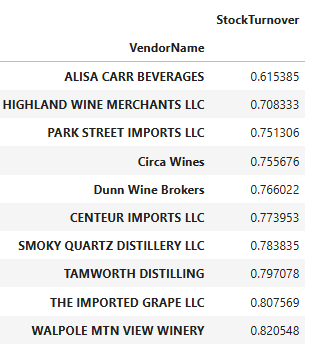 StockTurnover
VendorName
ALISA CARR BEVERAGES 0.615385
HIGHLAND WINE MERCHANTS LLC 0.708333
PARK STREET IMPORTS LLC 0.751306
Circa Wines 0.755676
Dunn Wine Brokers 0.766022
CENTEUR IMPORTS LLC 0.773953
SMOKY QUARTZ DISTILLERY LLC 0.783835
TAMWORTH DISTILLING 0.797078
THE IMPORTED GRAPE LLC 0.807569
WALPOLE MTN VIEW WINERY 0.820548